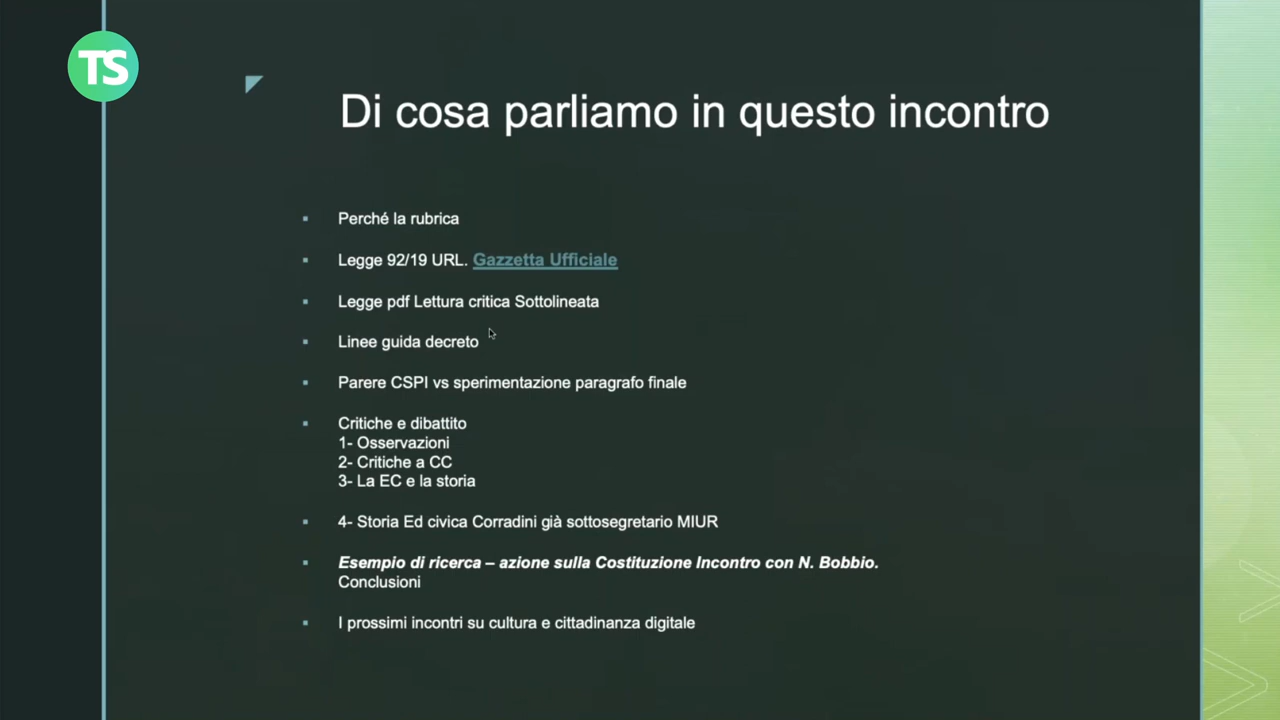 TS
Di cosa parliamo in questo incontro
Perché la rubrica
Legge 92/19 URL. Gazzetta Ufficiale
Legge pdf Lettura critica Sottolineata
Linee guida decreto
Parere CSPI vs sperimentazione paragrafo finale
Critiche e dibattito
1- Osservazioni
2- Critiche a CC
3- La EC e la storia
4- Storia Ed civica Corradini già sottosegretario MIUR
Esempio di ricerca – azione sulla Costituzione Incontro con N. Bobbio.
Conclusioni
I prossimi incontri su cultura e cittadinanza digitale